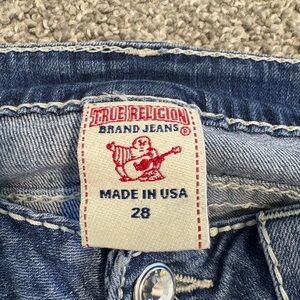 TRUE RELIGION
BRAND JEANS®
MADE IN USA
28